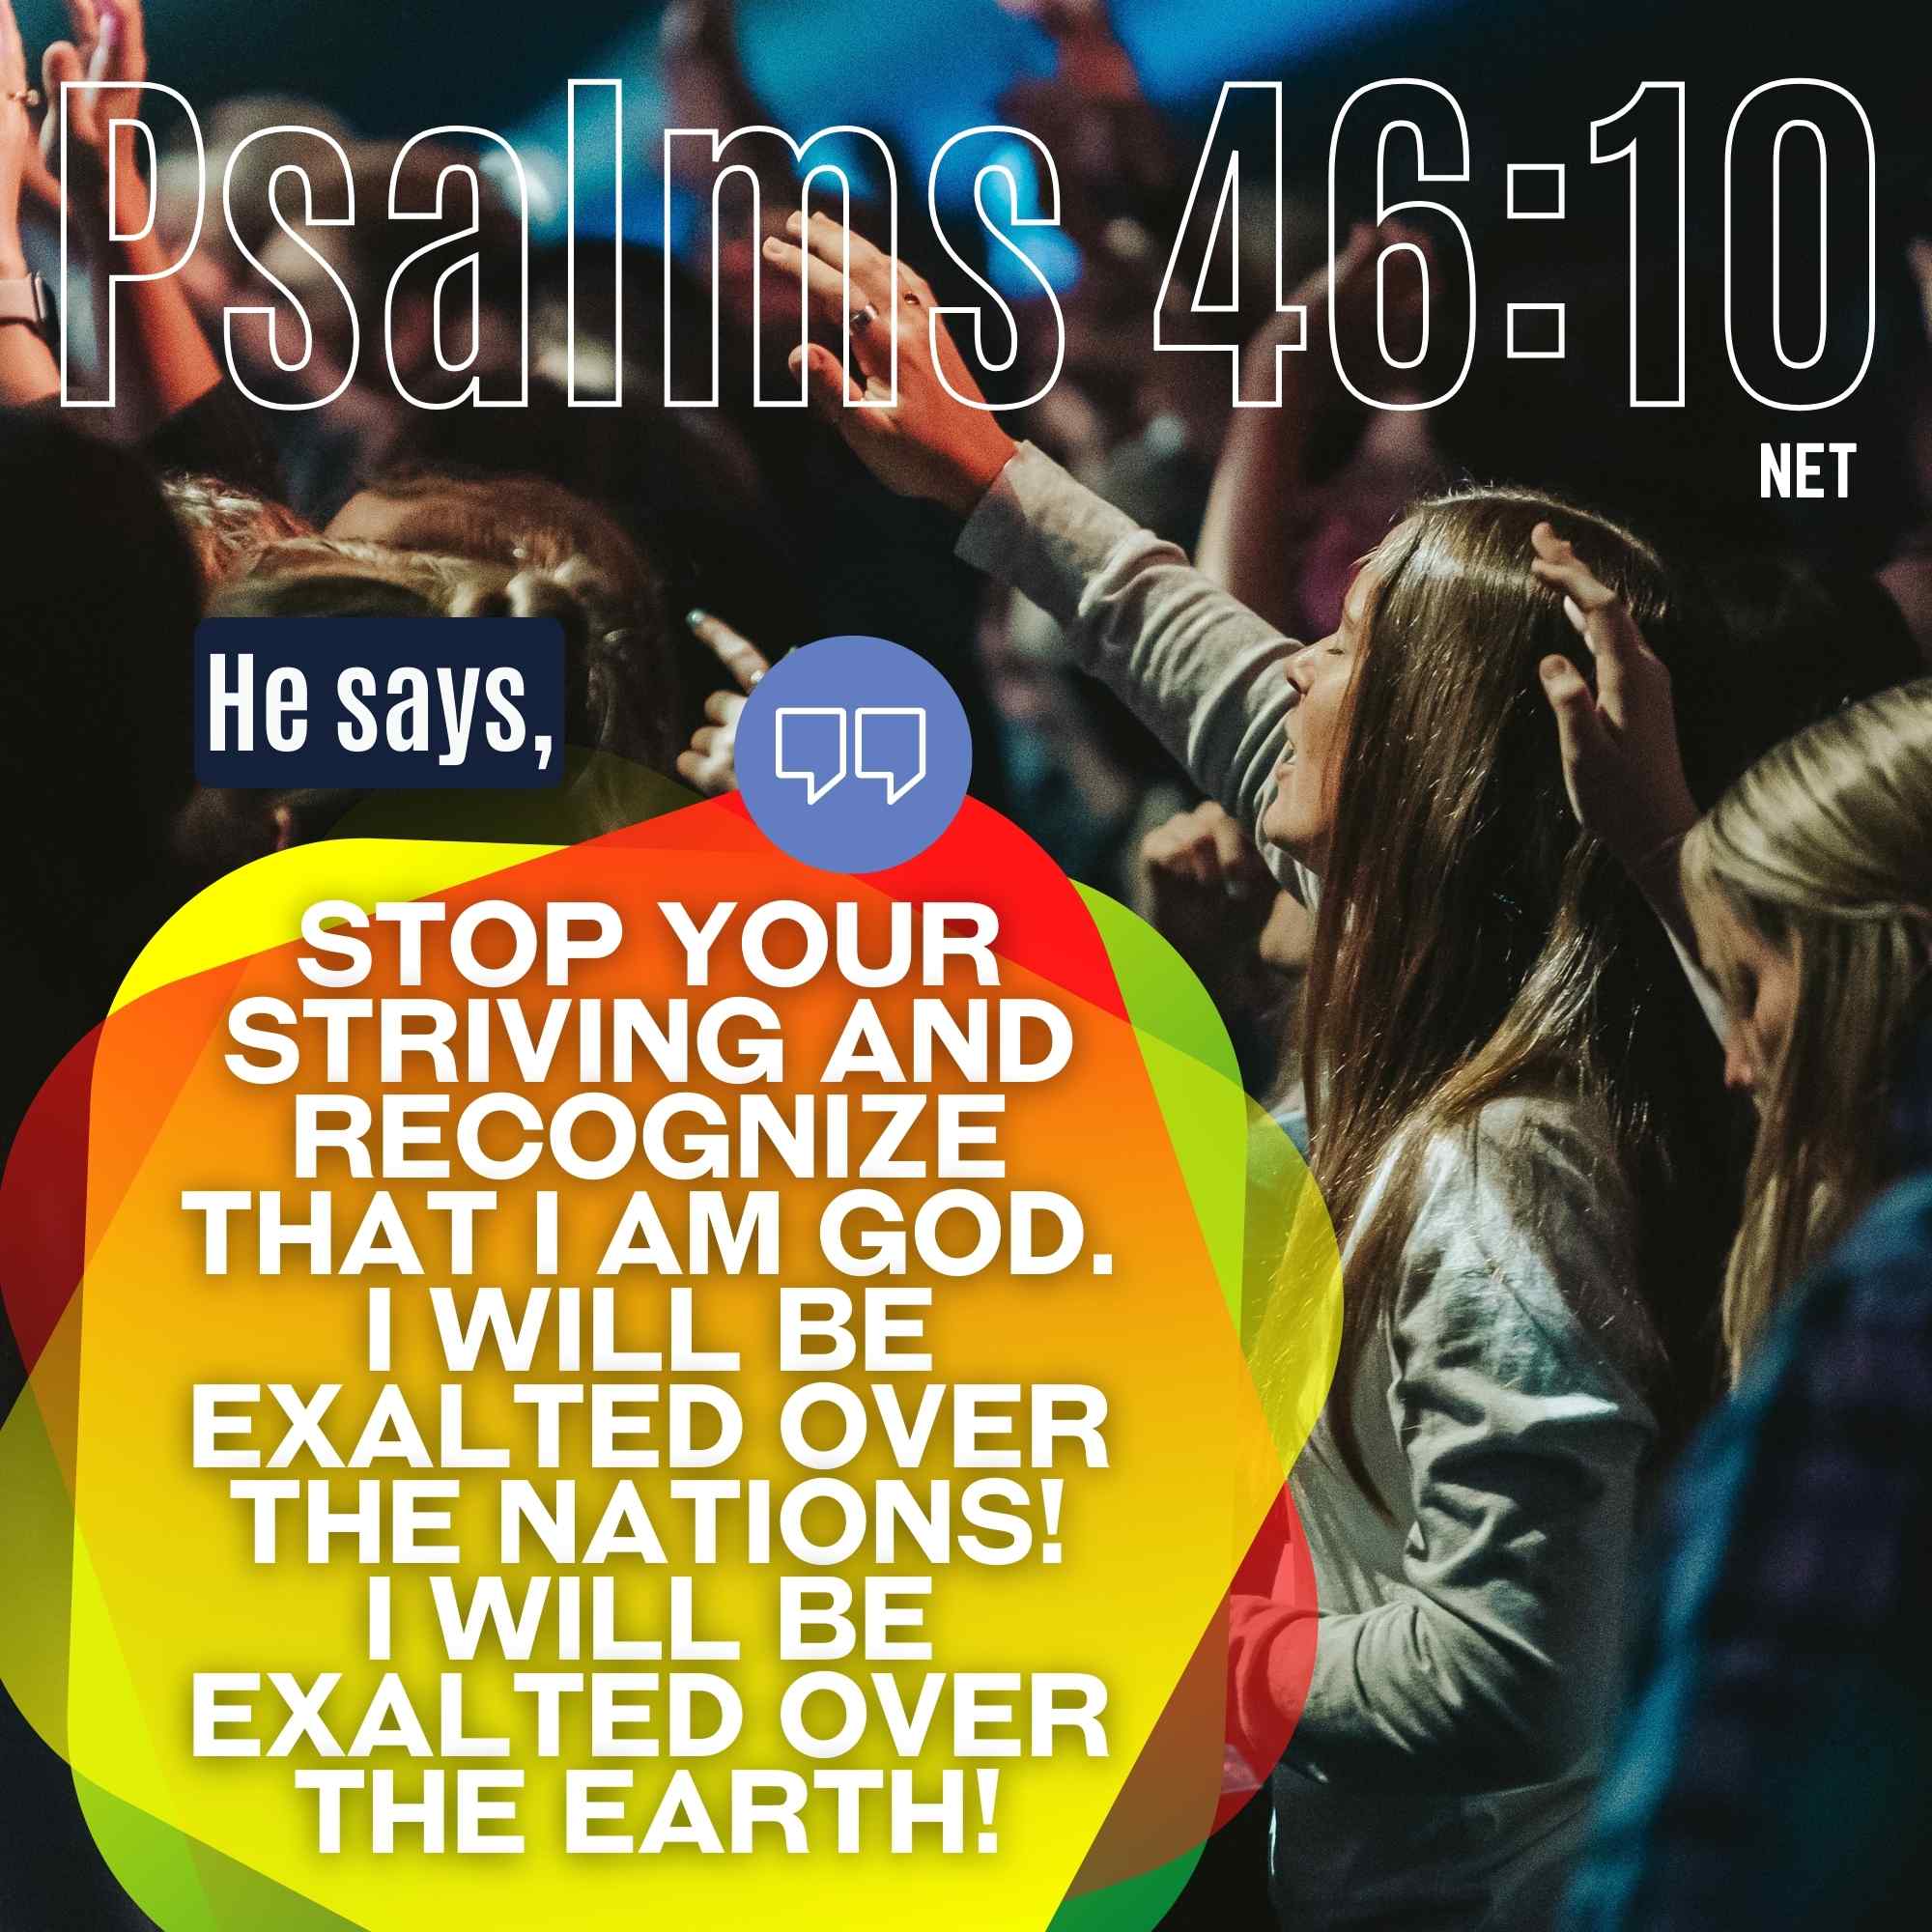 Psalms 46:10
NET
He says,
STOP YOUR
STRIVING AND
RECOGNIZE
THAT I AM GOD.
I WILL BE
EXALTED OVER
THE NATIONS!
I WILL BE
EXALTED OVER
THE EARTH!